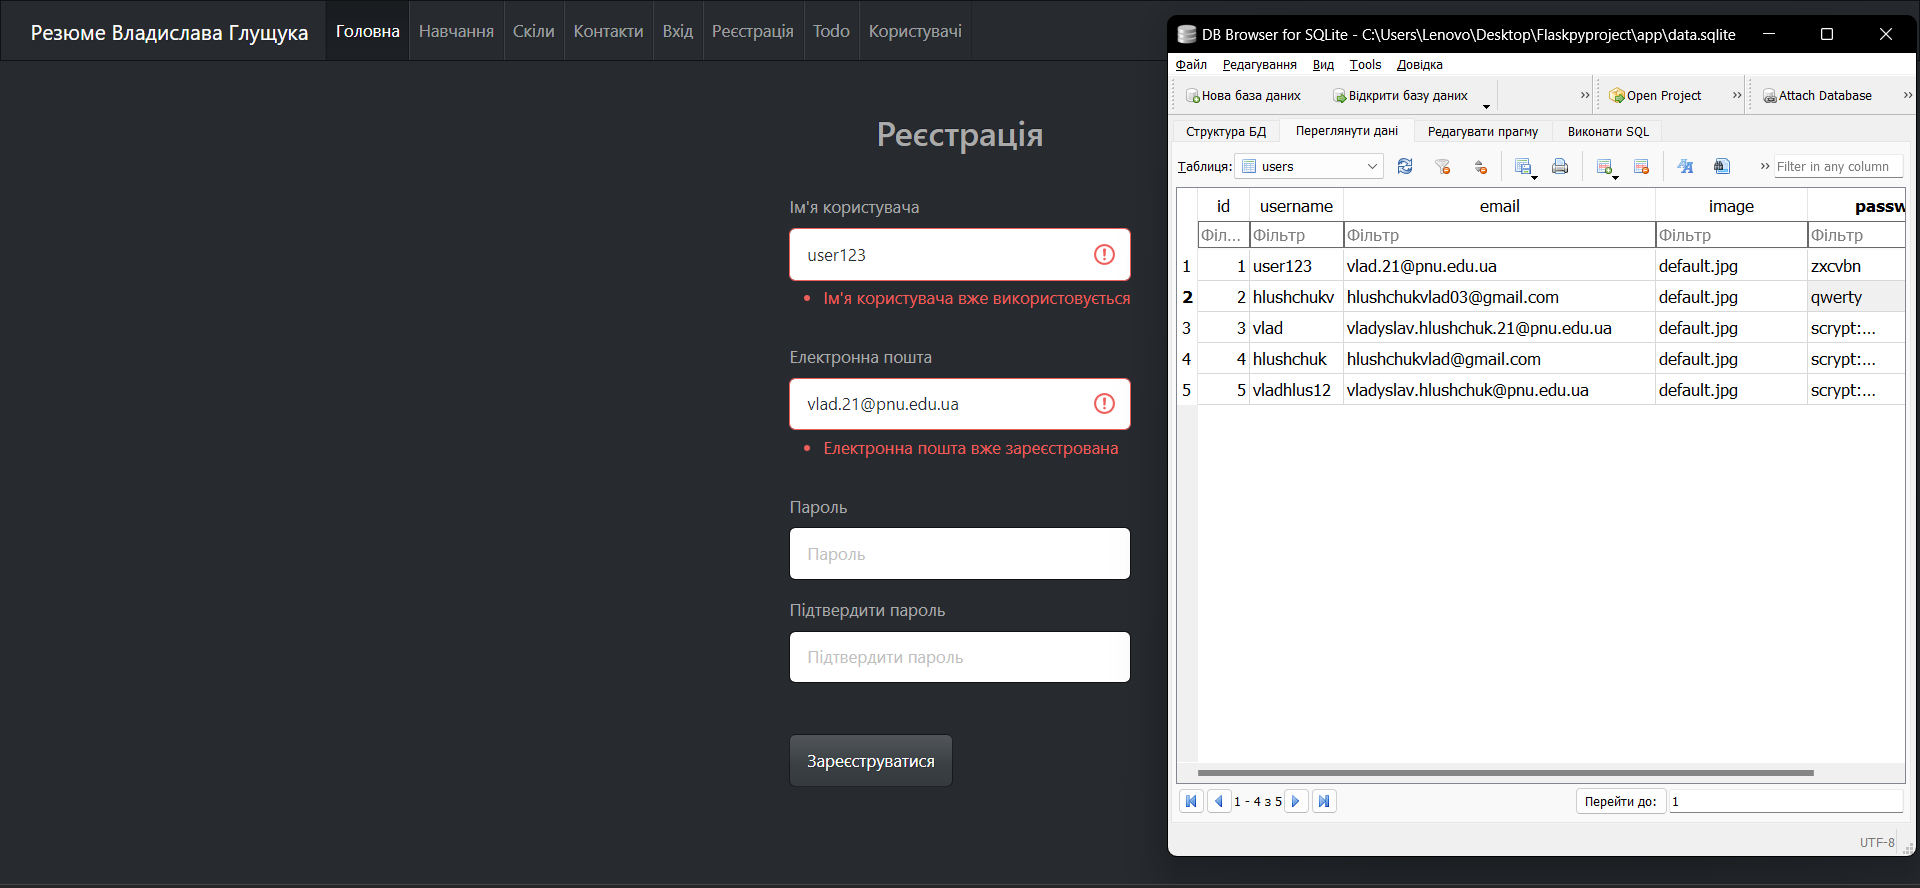 Резюме Владислава Глущука
Головна
Навчання
Скіли
Контакти
Вхід
Реєстрація
Todo
Користувачі
Реєстрація
Ім'я користувача
user123
Ім'я користувача вже використовується
Електронна пошта
vlad.21@pnu.edu.ua
Електронна пошта вже зареєстрована
Пароль
Пароль
Підтвердити пароль
Підтвердити пароль
Зареєструватися
DB Browser for SQLite - C:\Users\Lenovo\Desktop\Flaskpyproject\app\data.sqlite
Файл Редагування Вид Tools Довідка
Нова база даних Відкрити базу даних » Open Project » Attach Database »
Структура БД Переглянути дані Редагувати прагму Виконати SQL
Таблиця: users » Filter in any column
id username email image passw
Філ... Фільтр Фільтр Фільтр Фільтр
1 1 user123 vlad.21@pnu.edu.ua default.jpg zxcvbn
2 2 hlushchukv hlushchukvlad03@gmail.com default.jpg qwerty
3 3 vlad vladyslav.hlushchuk.21@pnu.edu.ua default.jpg scrypt:...
4 4 hlushchuk hlushchukvlad@gmail.com default.jpg scrypt:...
5 5 vladhlus12 vladyslav.hlushchuk@pnu.edu.ua default.jpg scrypt:...
1 - 4 з 5 Перейти до: 1
UTF-8